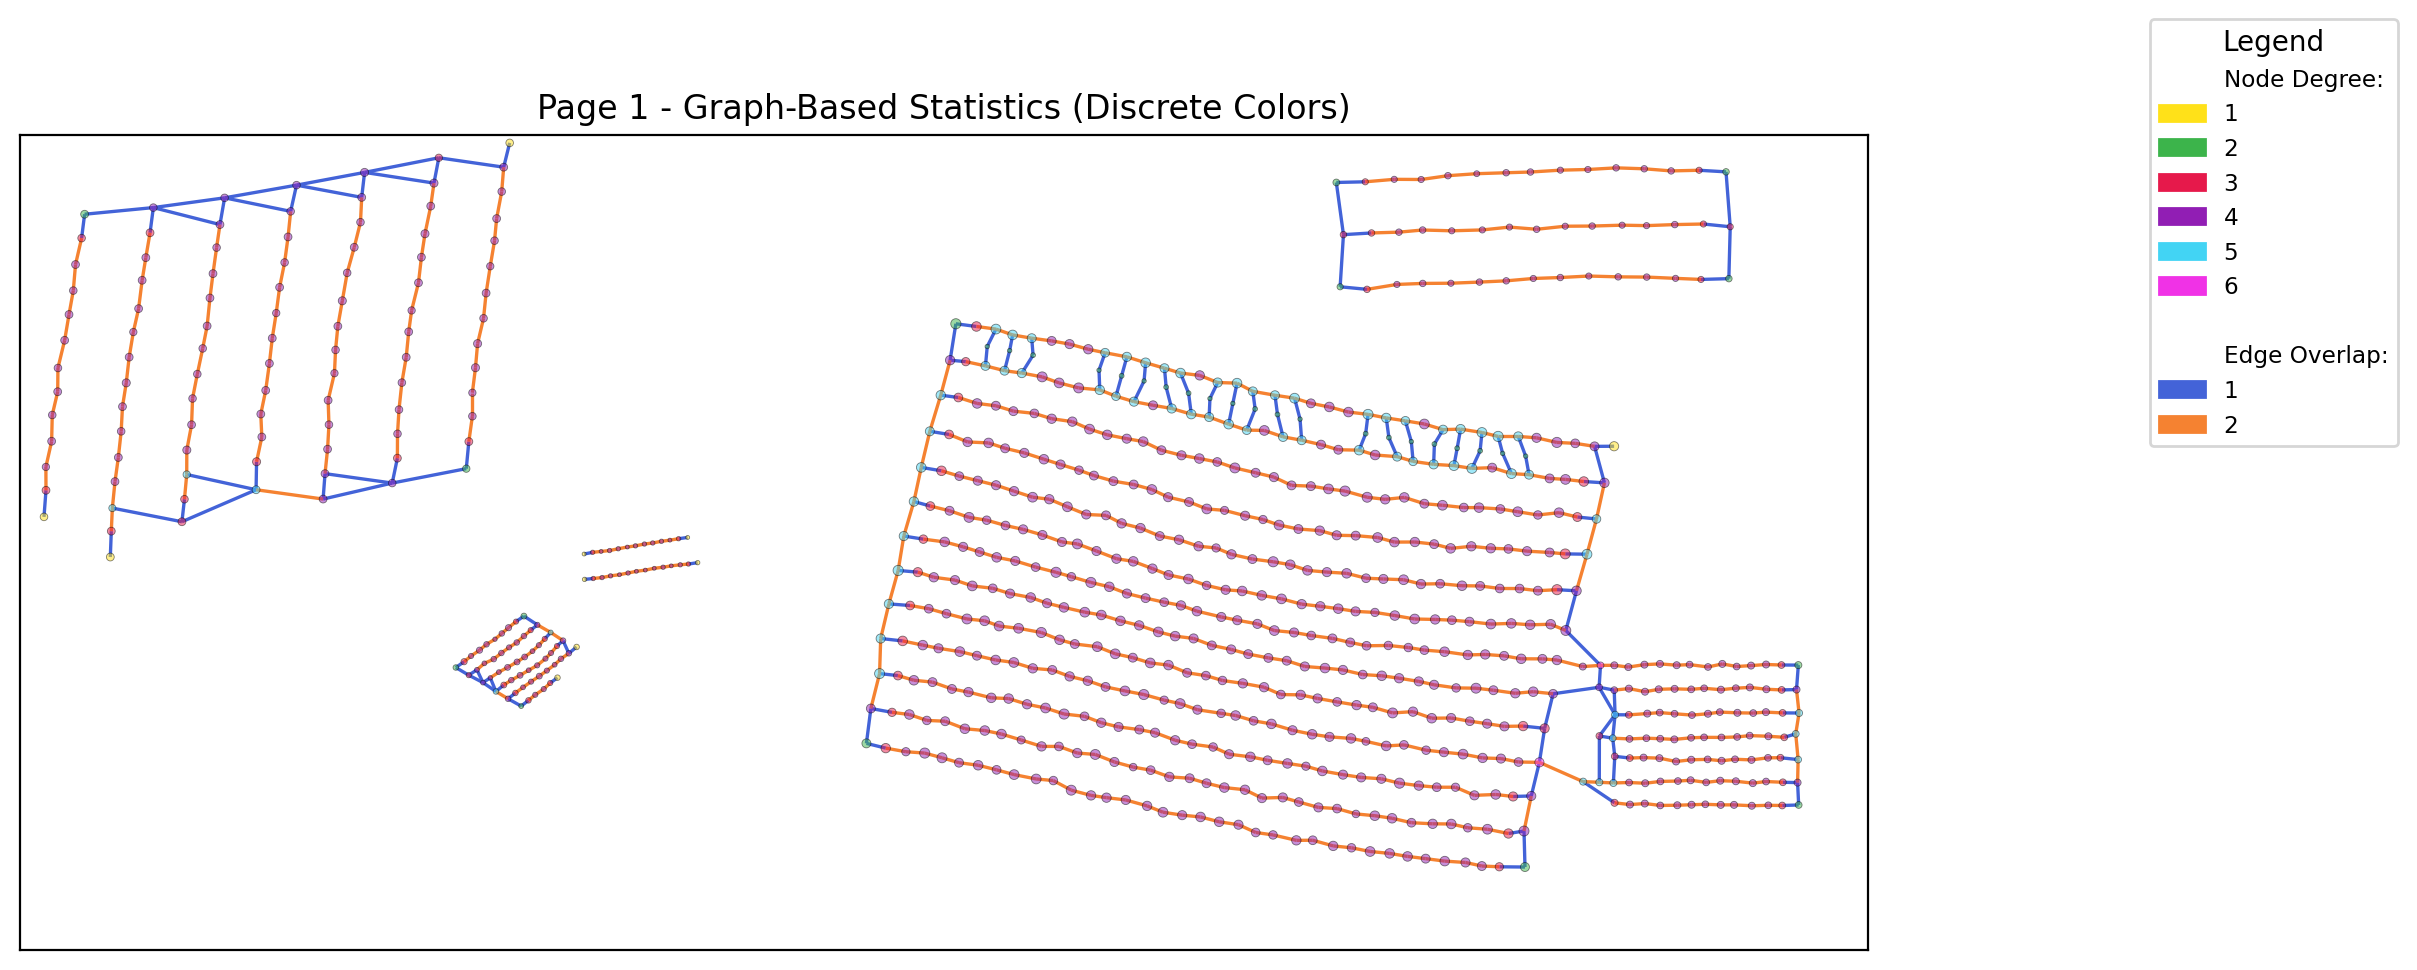 Page 1 - Graph-Based Statistics (Discrete Colors)
Legend
Node Degree:
1
2
3
4
5
6
Edge Overlap:
1
2